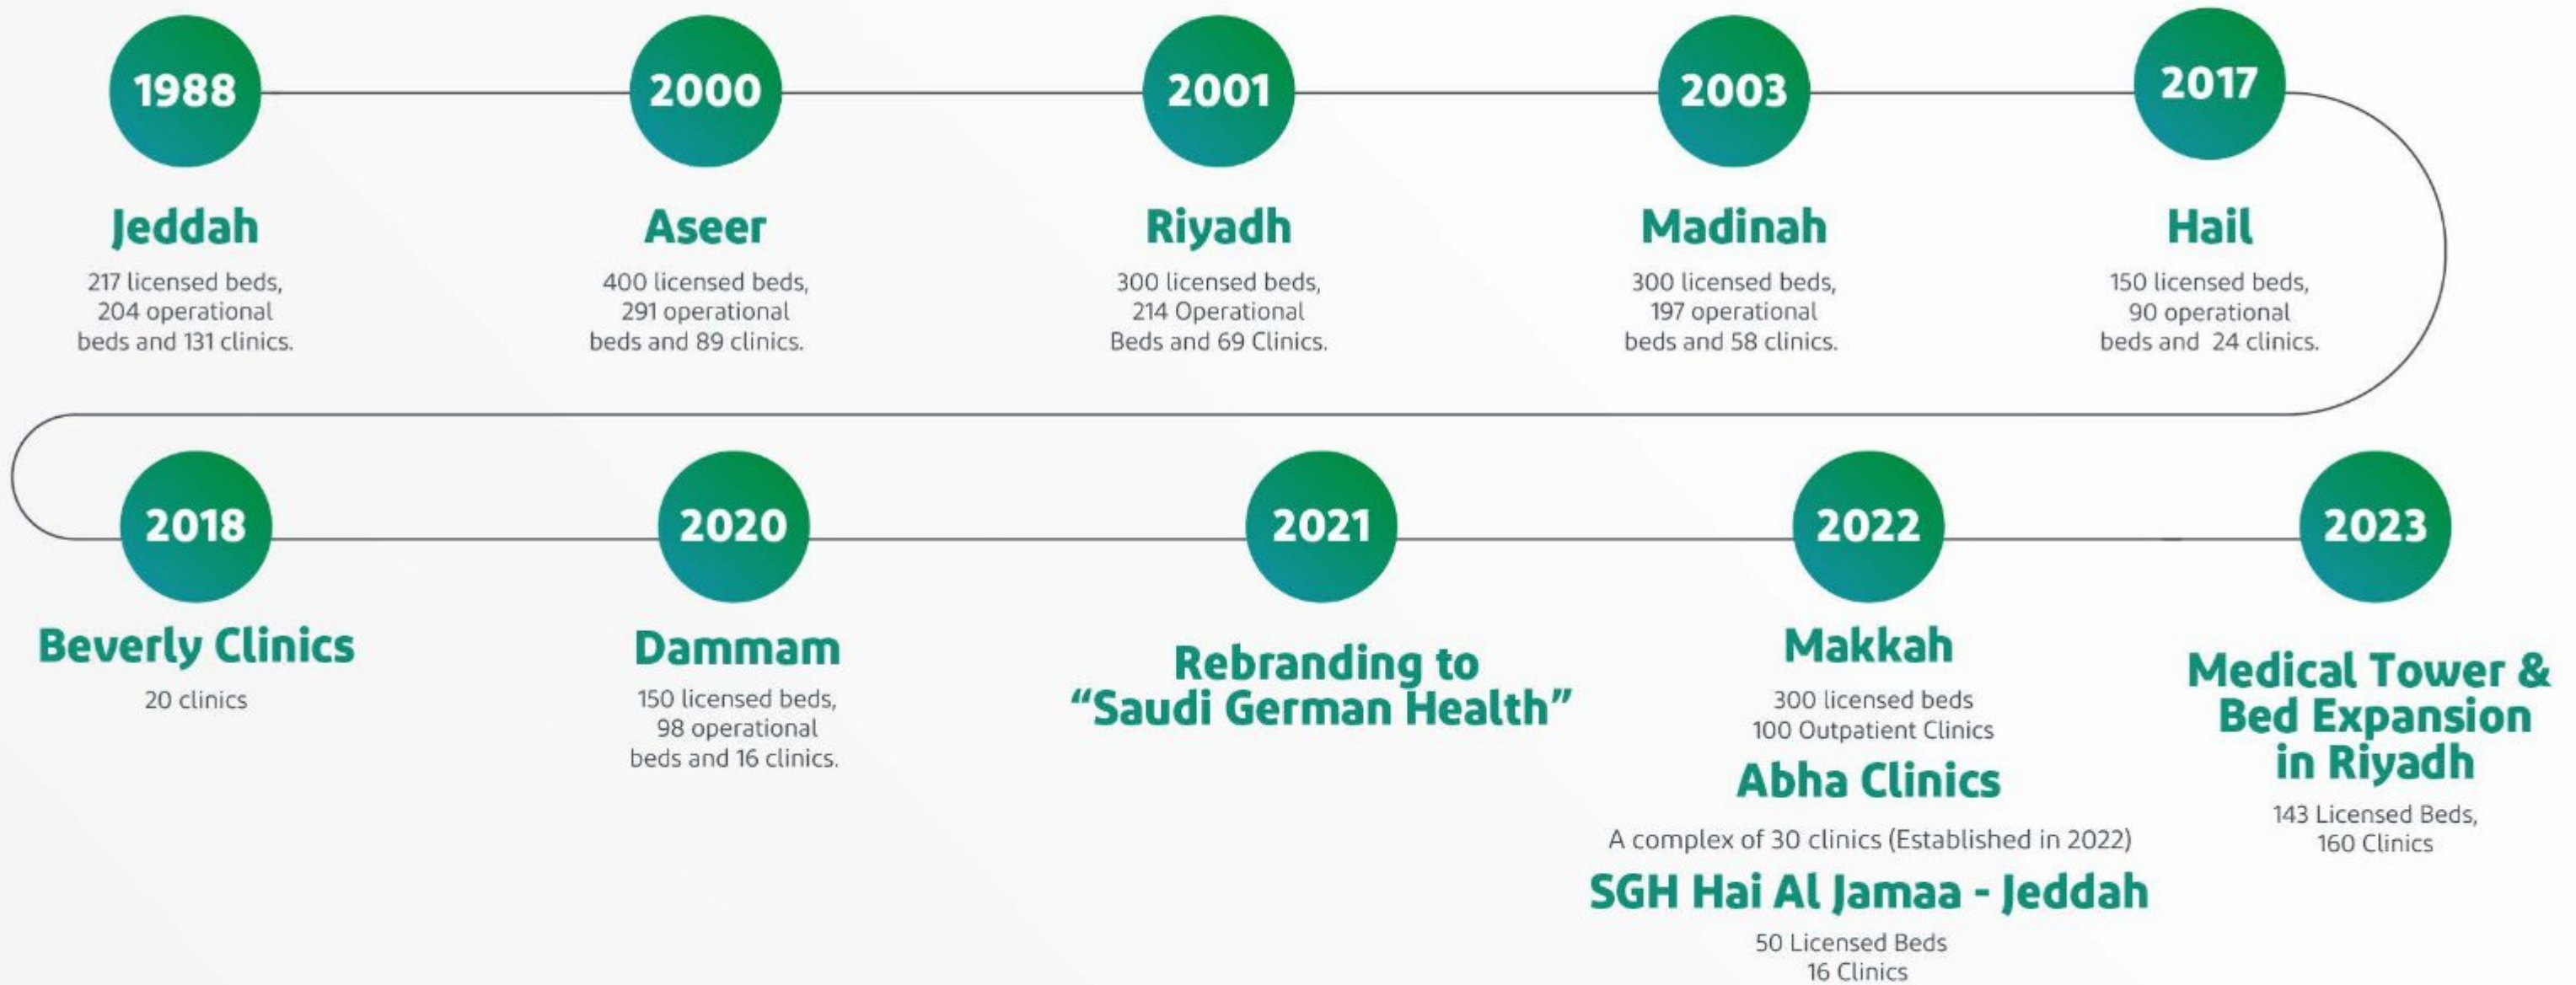 1988
Jeddah
217 licensed beds,
204 operational
beds and 131 clinics.
2000
Aseer
400 licensed beds,
291 operational
beds and 89 clinics.
2001
Riyadh
300 licensed beds,
214 Operational
Beds and 69 Clinics.
2003
Madinah
300 licensed beds,
197 operational
beds and 58 clinics.
2017
Hail
150 licensed beds,
90 operational
beds and 24 clinics.
2018
Beverly Clinics
20 clinics
2020
Dammam
150 licensed beds,
98 operational
beds and 16 clinics.
2021
Rebranding to
“Saudi German Health”
2022
Makkah
300 licensed beds
100 Outpatient Clinics
Abha Clinics
A complex of 30 clinics (Established in 2022)
SGH Hai Al Jamaa - Jeddah
50 Licensed Beds
16 Clinics
2023
Medical Tower &
Bed Expansion
in Riyadh
143 Licensed Beds,
160 Clinics